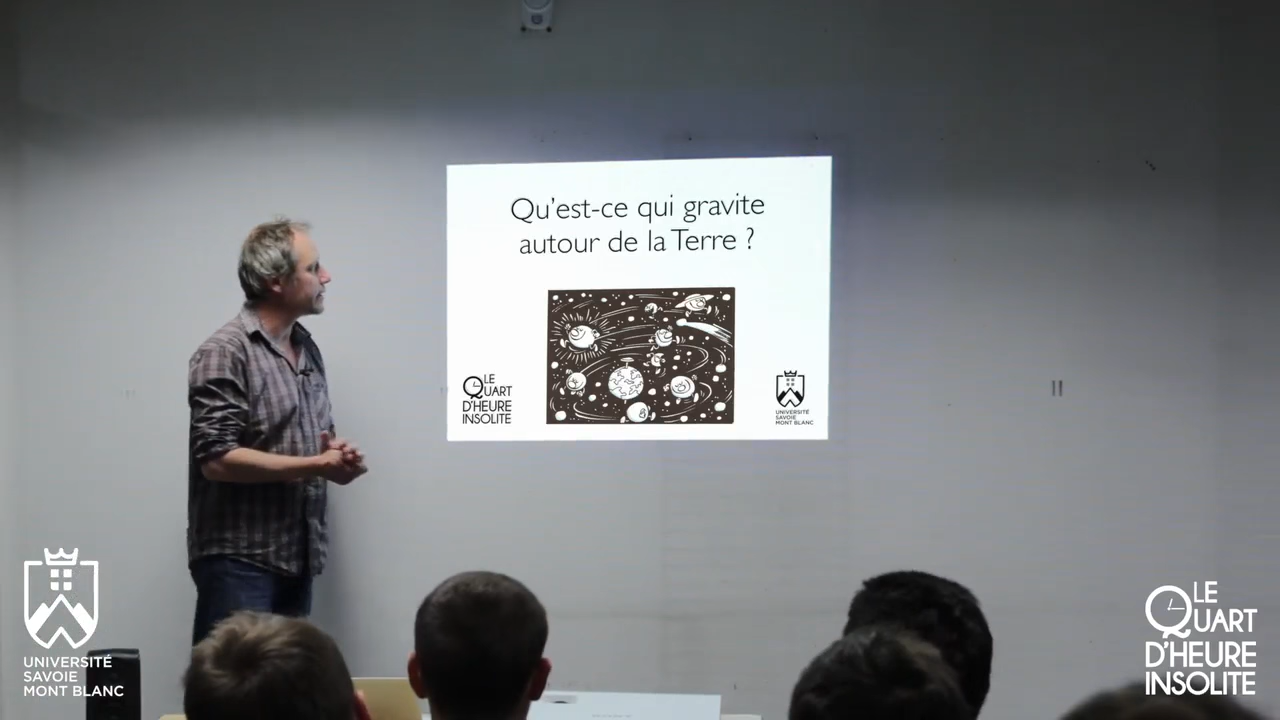 Qu'est-ce qui gravite
autour de la Terre ?
LE
QUART
D'HEURE
INSOLITE
UNIVERSITÉ
SAVOIE
MONT BLANC
UNIVERSITÉ
SAVOIE
MONT BLANC
LE
QUART
D'HEURE
INSOLITE